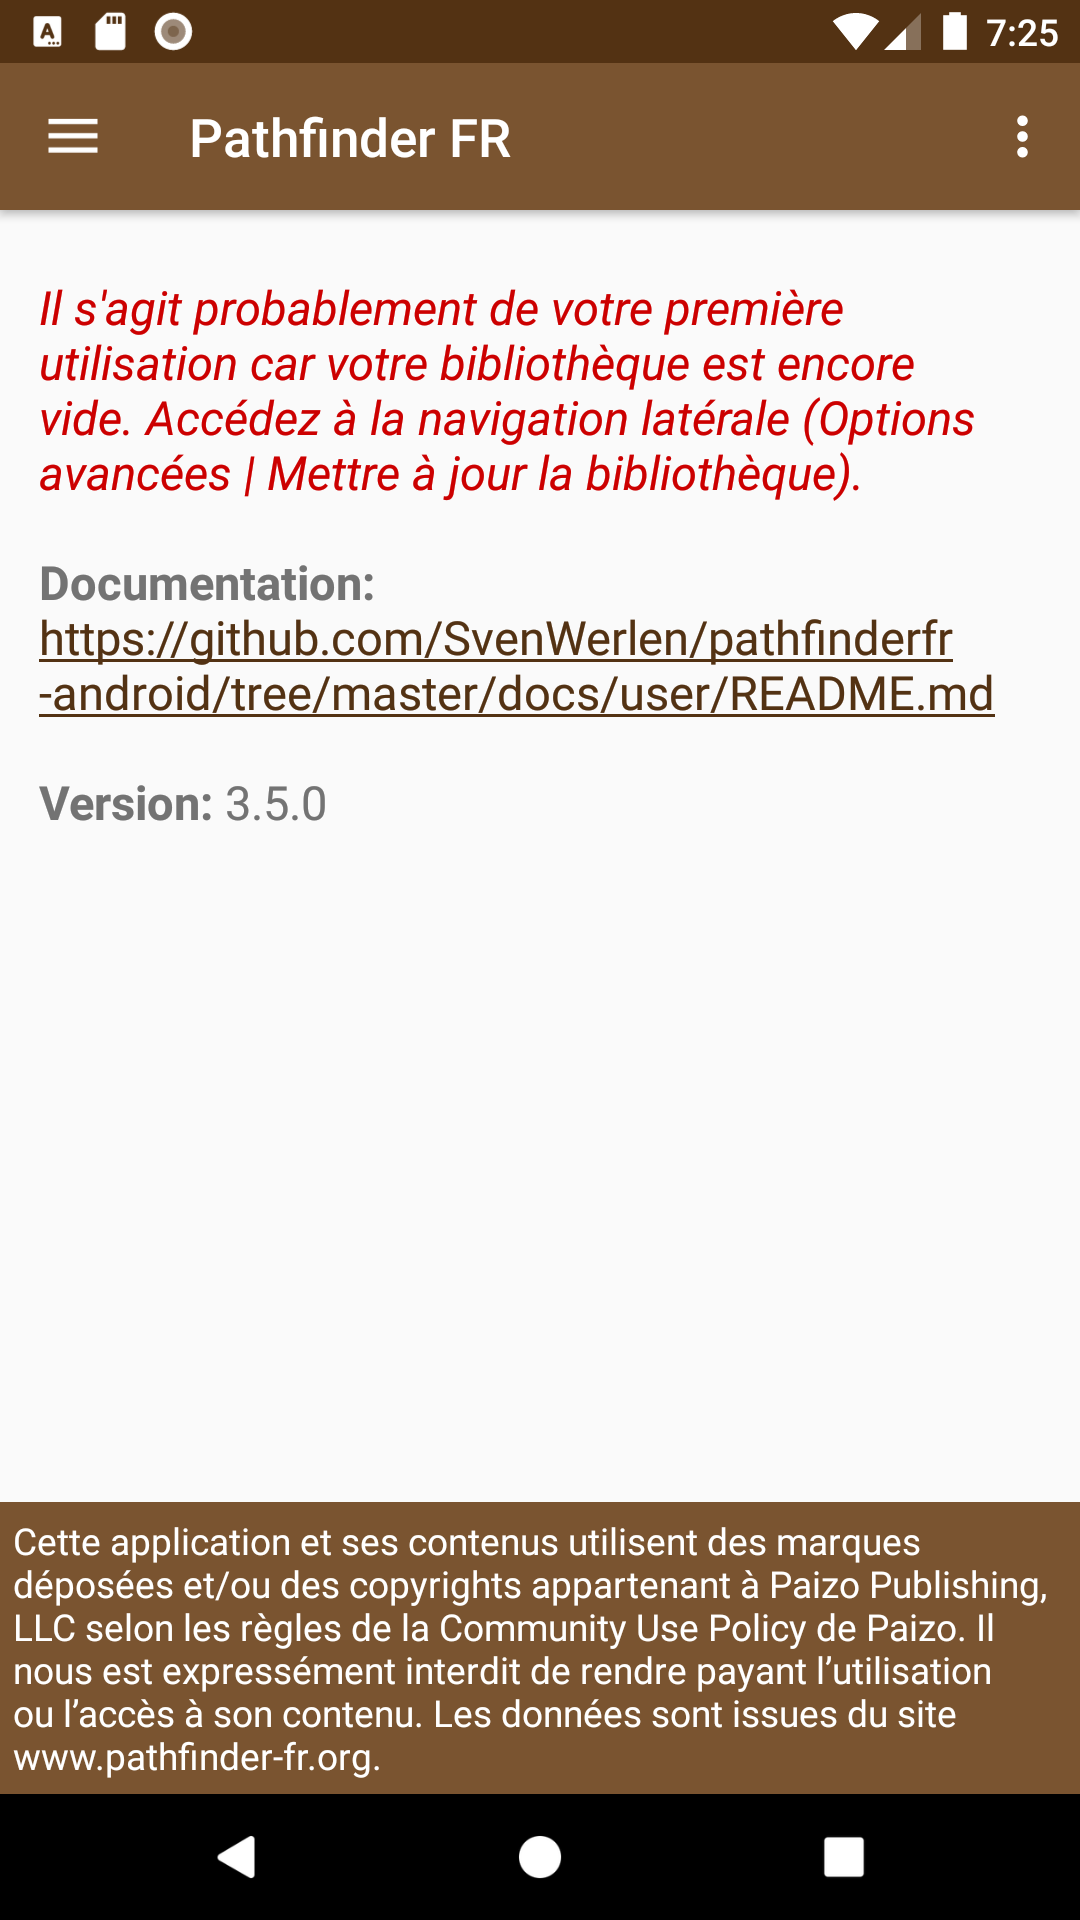 7:25
Pathfinder FR
Il s'agit probablement de votre première
utilisation car votre bibliothèque est encore
vide. Accédez à la navigation latérale (Options
avancées | Mettre à jour la bibliothèque).
Documentation:
https://github.com/SvenWerlen/pathfinderfr
-android/tree/master/docs/user/README.md
Version: 3.5.0
Cette application et ses contenus utilisent des marques
déposées et/ou des copyrights appartenant à Paizo Publishing,
LLC selon les règles de la Community Use Policy de Paizo. Il
nous est expressément interdit de rendre payant l’utilisation
ou l’accès à son contenu. Les données sont issues du site
www.pathfinder-fr.org.